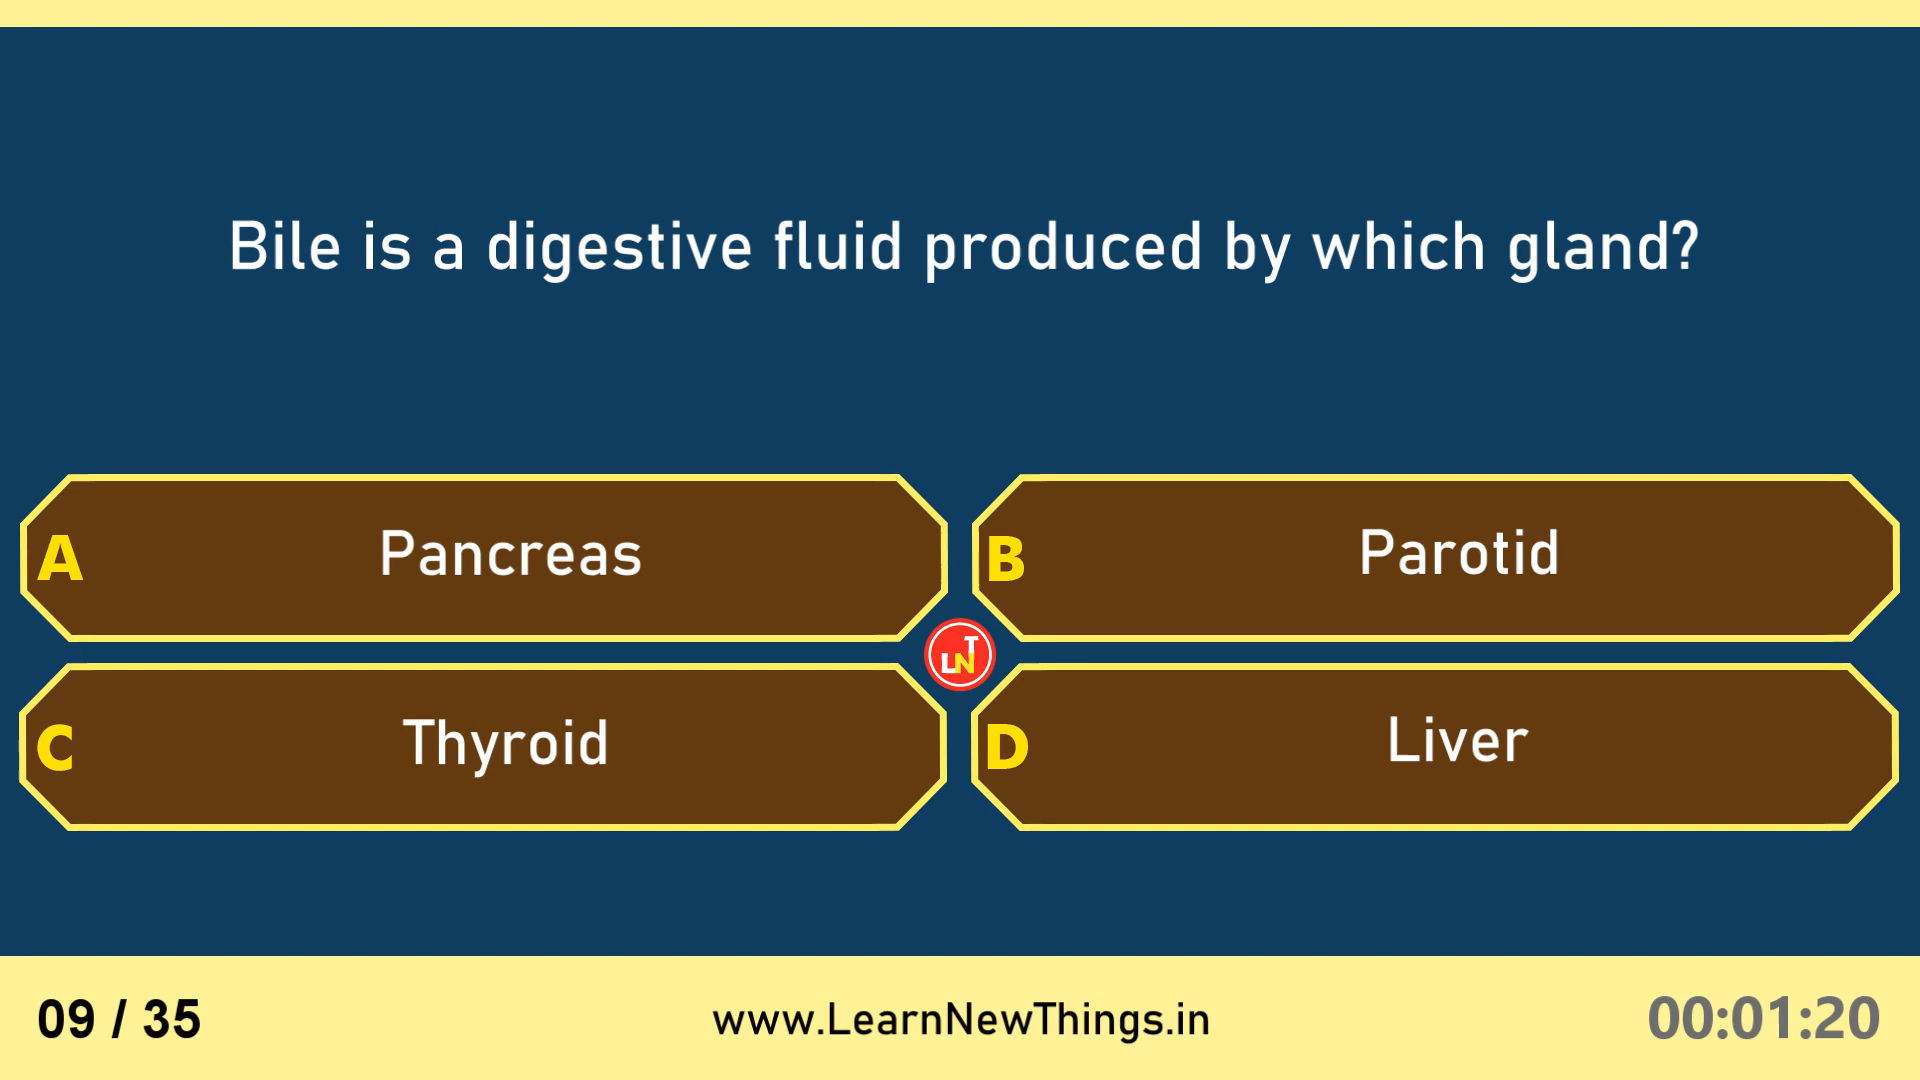 Bile is a digestive fluid produced by which gland?
A Pancreas
B Parotid
LNT
C Thyroid
D Liver
09 / 35
www.LearnNewThings.in
00:01:20